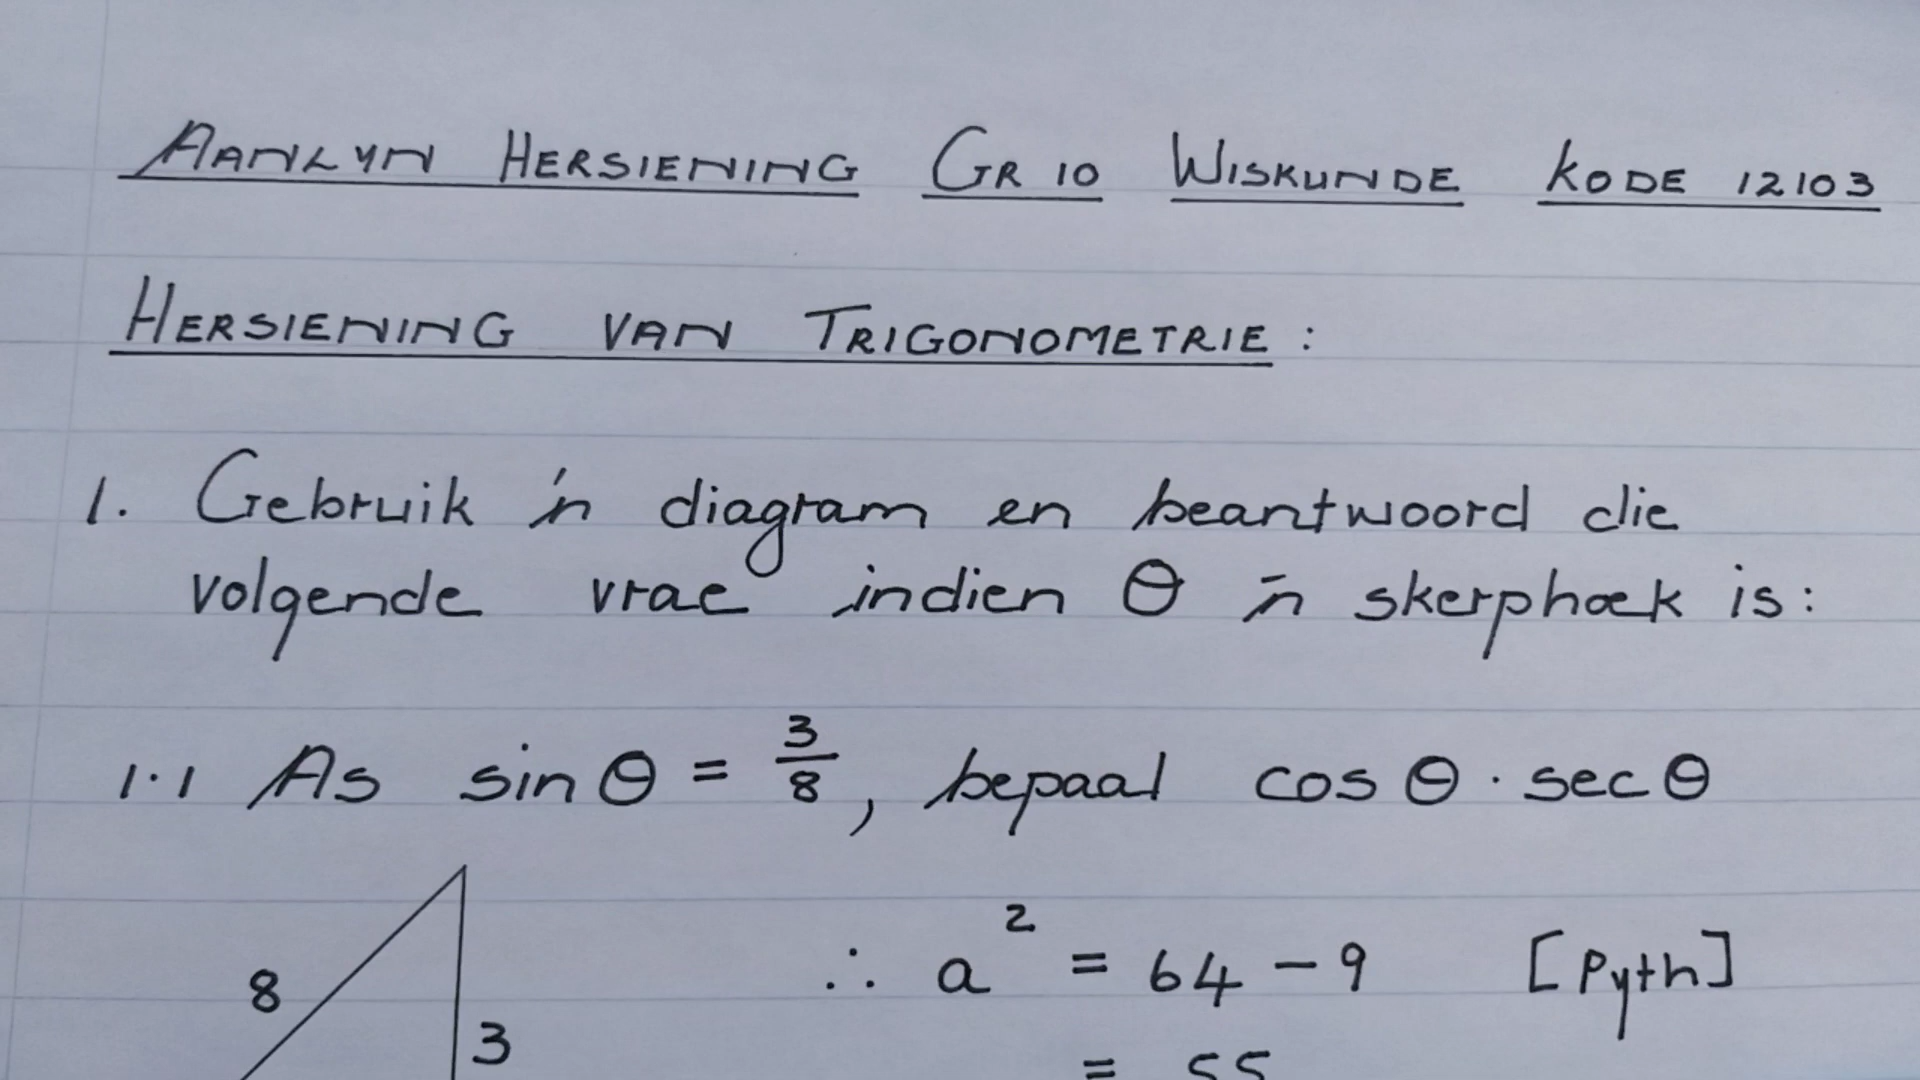 AANLYN HERSIENING GR 10 WISKUNDE KODE 12103
HERSIENING VAN TRIGONOMETRIE :
1. Gebruik 'n diagram en beantwoord die
volgende vrae indien θ 'n skerphoek is:
1.1 As sin θ = 3/8, bepaal cos θ · sec θ
8
3
∴ a² = 64 - 9 [Pyth]
= 55